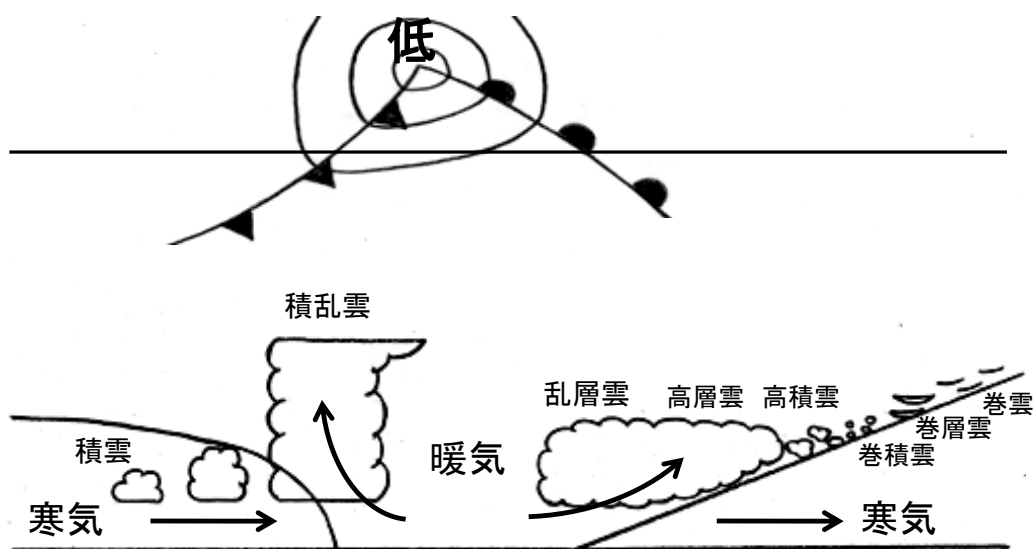 低
積乱雲
乱層雲 高層雲 高積雲 巻雲
巻層雲
積雲 暖気 巻積雲
寒気 寒気